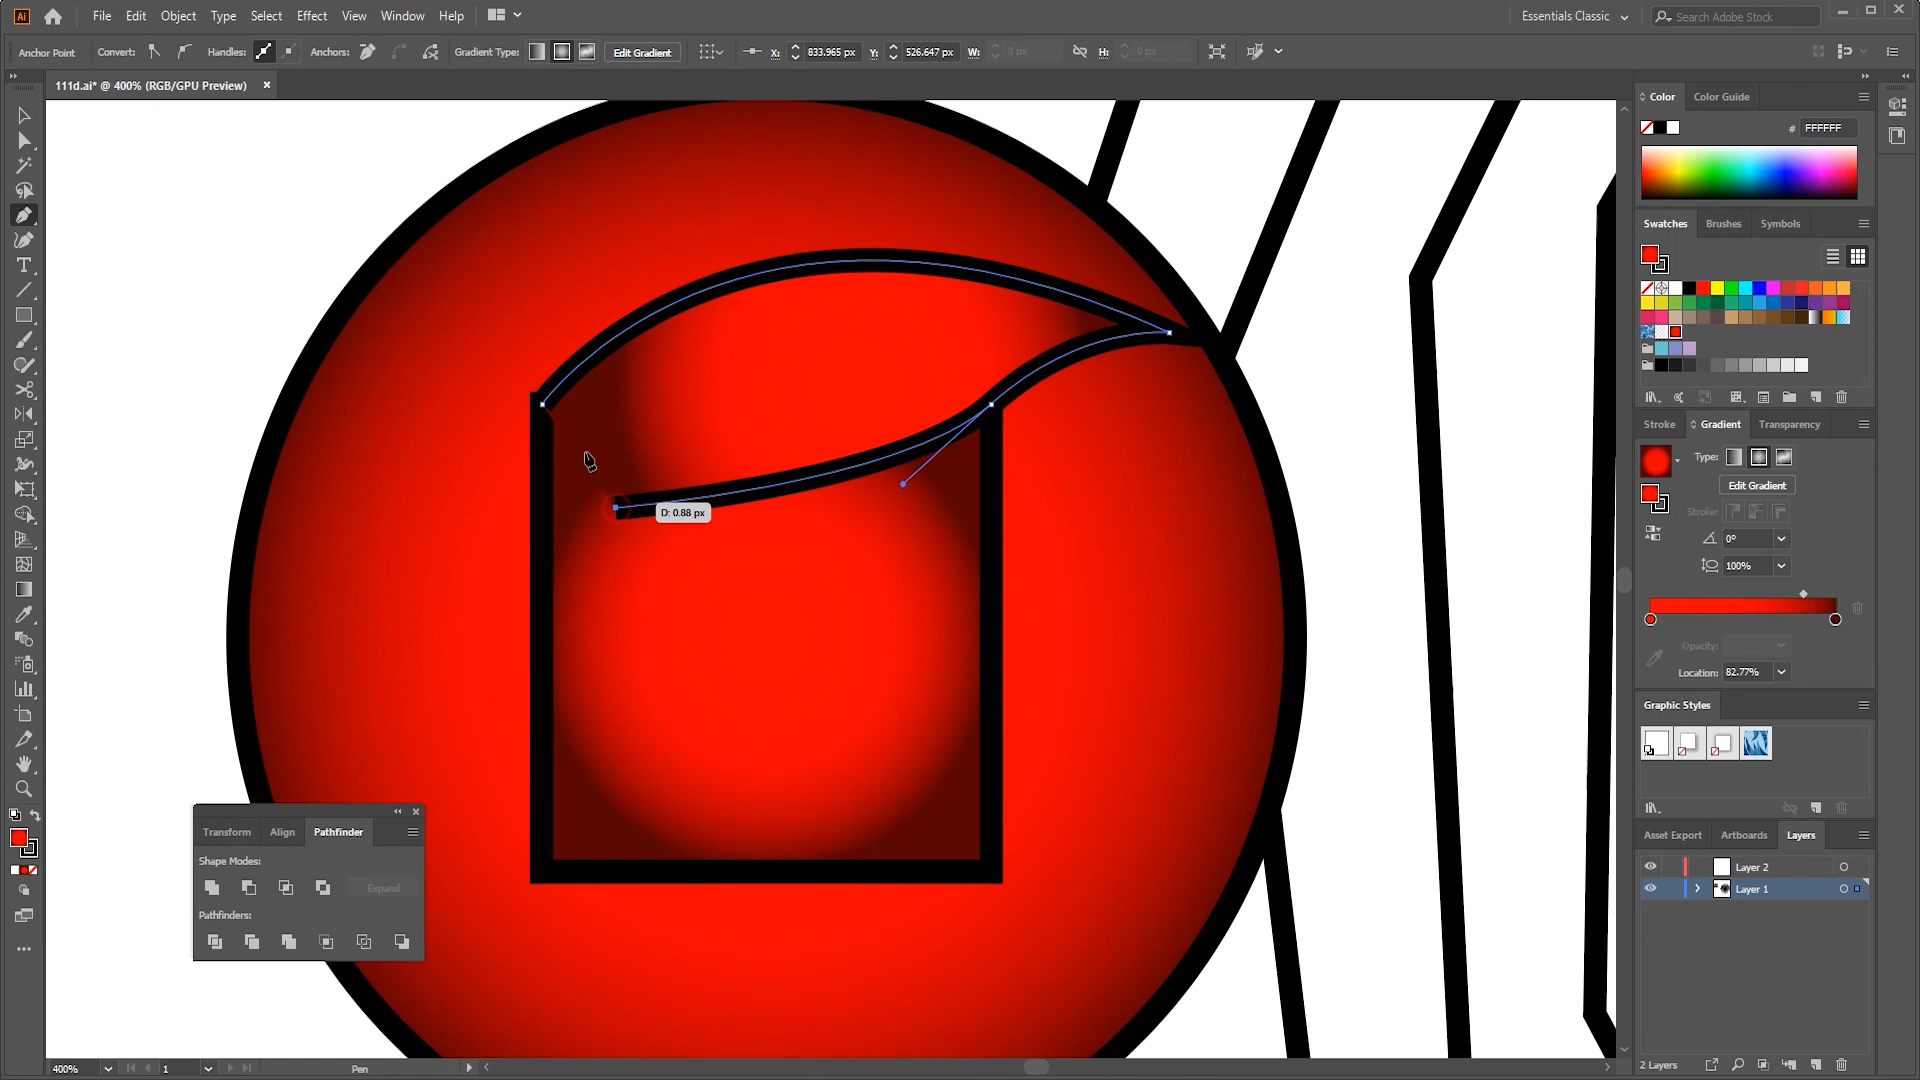 Ai File Edit Object Type Select Effect View Window Help Essentials Classic Search Adobe Stock
Anchor Point Convert: Handles: Anchors: Gradient Type: Edit Gradient X: 833.965 px Y: 526.647 px W: 0 px H: 0 px
111d.ai* @ 400% (RGB/GPU Preview)
Color Color Guide
# FFFFFF
Swatches Brushes Symbols
Stroke Gradient Transparency
Type:
Edit Gradient
Stroke:
0°
100%
Opacity:
Location: 82.77%
D: 0.88 px
Graphic Styles
Transform Align Pathfinder
Shape Modes:
Expand
Pathfinders:
Asset Export Artboards Layers
Layer 2
Layer 1
2 Layers
400% 1 Pen